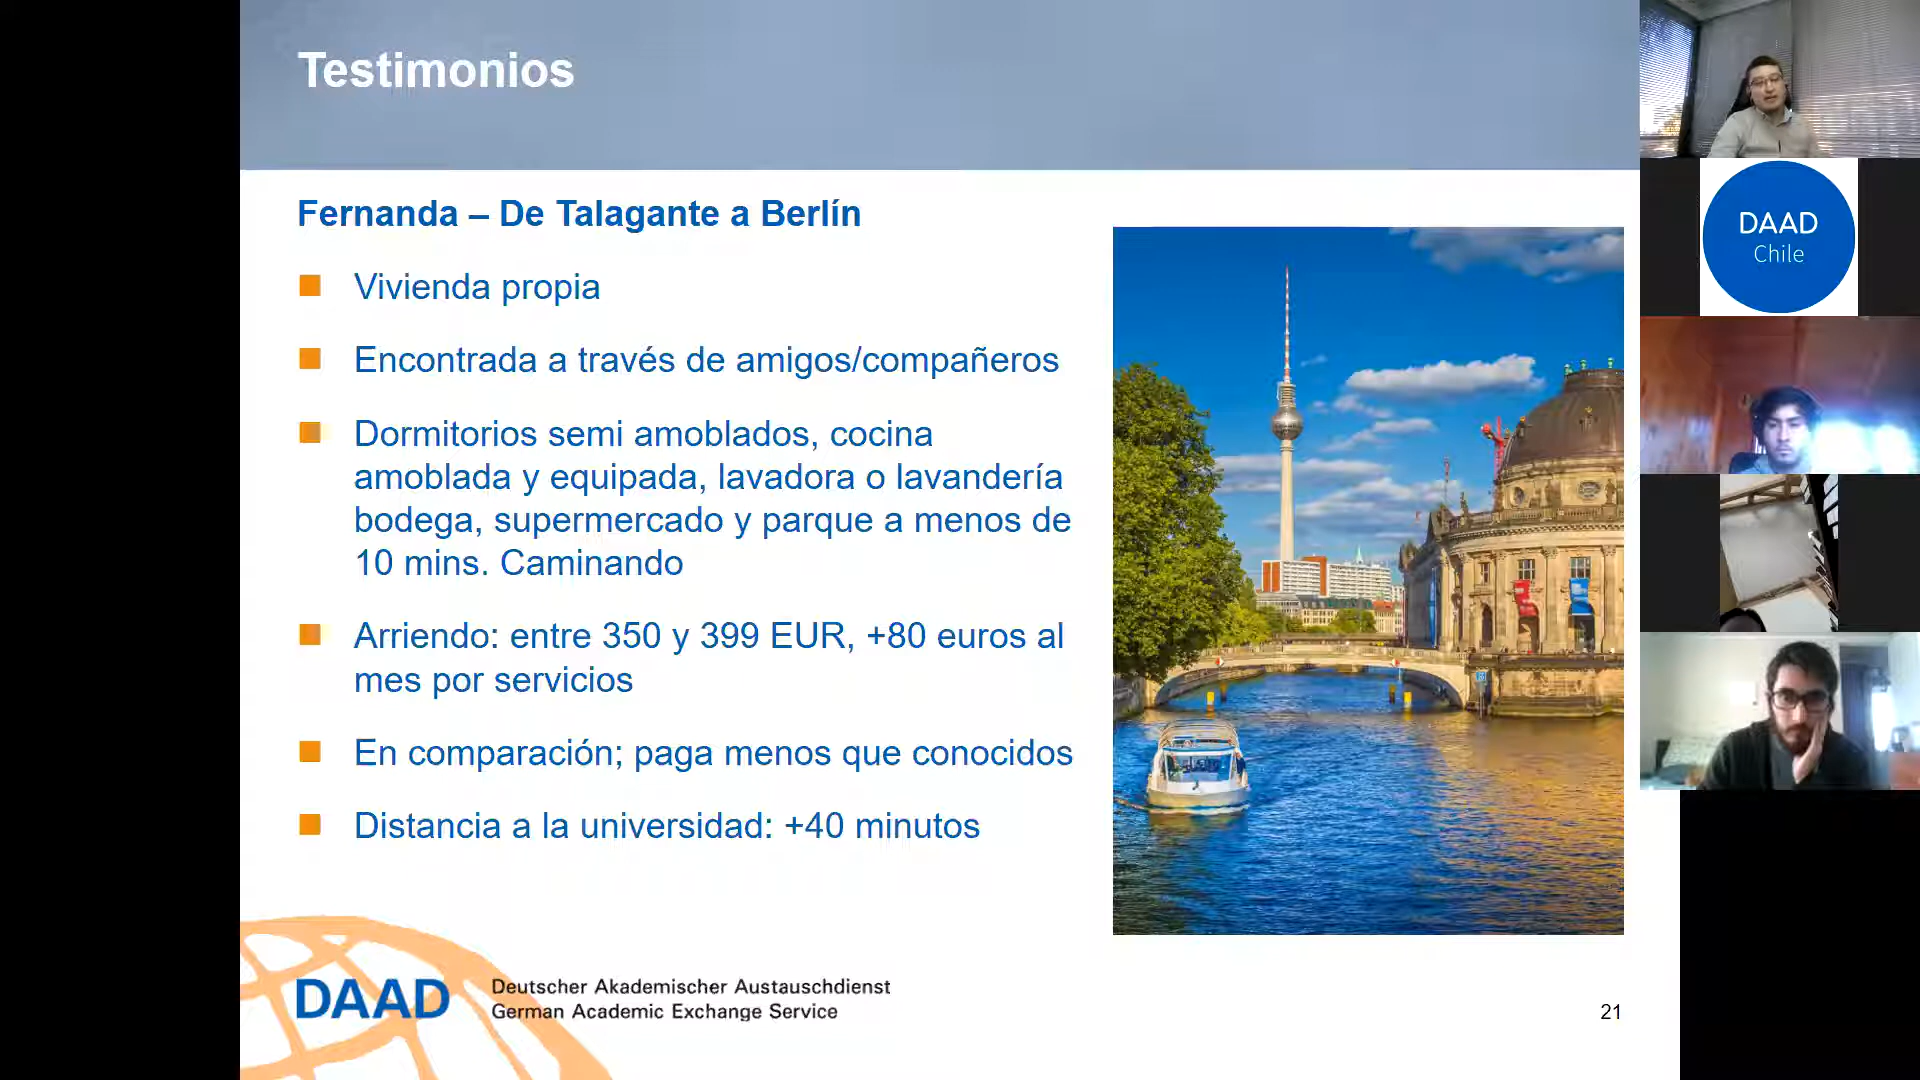 Testimonios
Fernanda – De Talagante a Berlín
Vivienda propia
Encontrada a través de amigos/compañeros
Dormitorios semi amoblados, cocina
amoblada y equipada, lavadora o lavandería
bodega, supermercado y parque a menos de
10 mins. Caminando
Arriendo: entre 350 y 399 EUR, +80 euros al
mes por servicios
En comparación; paga menos que conocidos
Distancia a la universidad: +40 minutos
DAAD
Deutscher Akademischer Austauschdienst
German Academic Exchange Service
21
DAAD
Chile